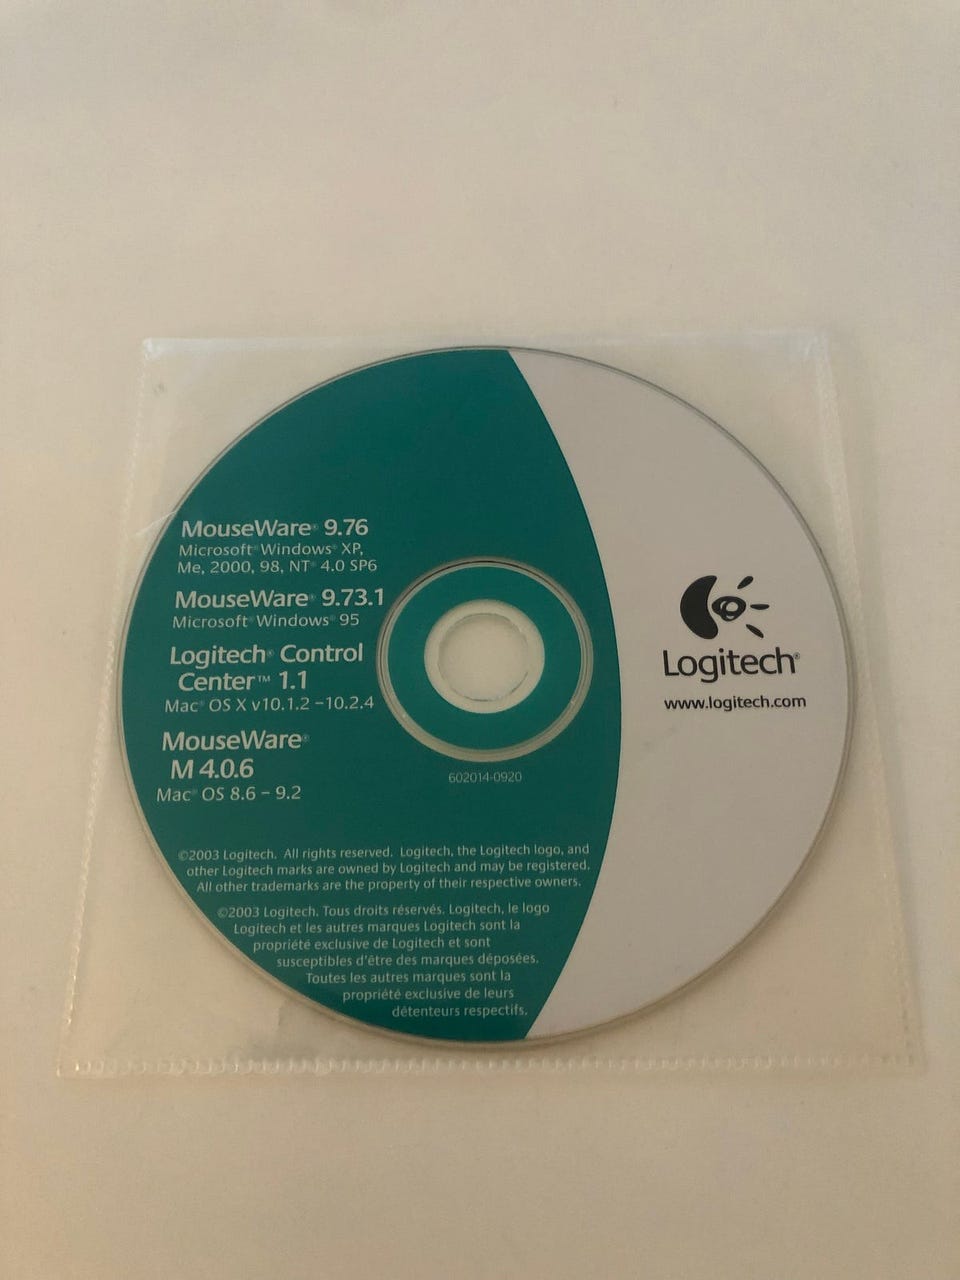 MouseWare® 9.76
Microsoft® Windows® XP,
Me, 2000, 98, NT® 4.0 SP6
MouseWare® 9.73.1
Microsoft® Windows® 95
Logitech® Control
Center™ 1.1
Mac® OS X v10.1.2 –10.2.4
MouseWare®
M 4.0.6
Mac® OS 8.6 – 9.2
602014-0920
©2003 Logitech. All rights reserved. Logitech, the Logitech logo, and
other Logitech marks are owned by Logitech and may be registered.
All other trademarks are the property of their respective owners.
©2003 Logitech. Tous droits réservés. Logitech, le logo
Logitech et les autres marques Logitech sont la
propriété exclusive de Logitech et sont
susceptibles d'être des marques déposées.
Toutes les autres marques sont la
propriété exclusive de leurs
détenteurs respectifs.
Logitech®
www.logitech.com